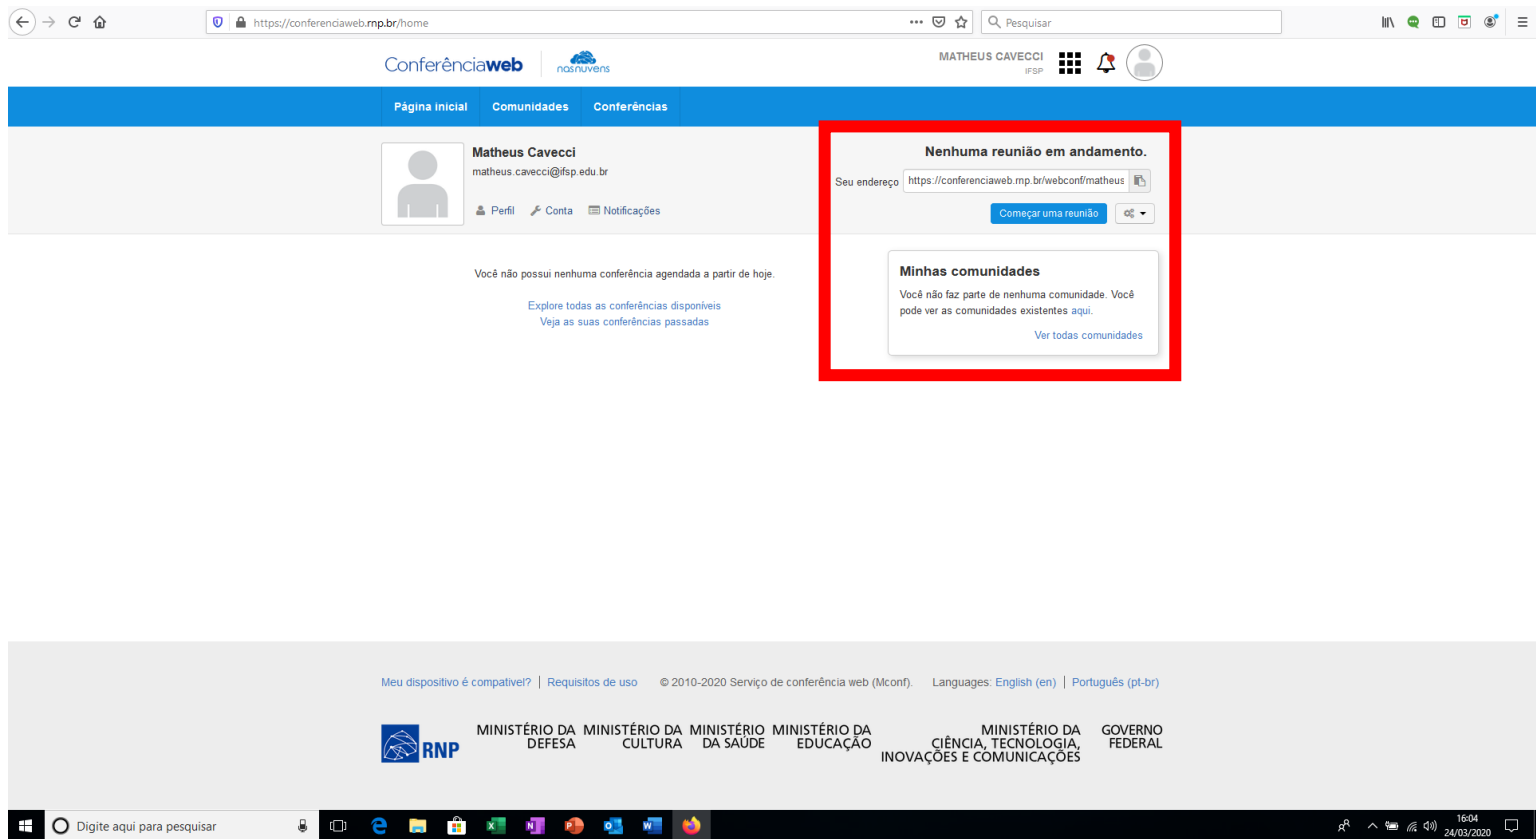 https://conferenciaweb.rnp.br/home
Pesquisar
Conferênciaweb
nasnuvens
MATHEUS CAVECCI
IFSP
Página inicial Comunidades Conferências
Matheus Cavecci
matheus.cavecci@ifsp.edu.br
Perfil Conta Notificações
Nenhuma reunião em andamento.
Seu endereço https://conferenciaweb.rnp.br/webconf/matheus
Começar uma reunião
Você não possui nenhuma conferência agendada a partir de hoje.
Explore todas as conferências disponíveis
Veja as suas conferências passadas
Minhas comunidades
Você não faz parte de nenhuma comunidade. Você
pode ver as comunidades existentes aqui.
Ver todas comunidades
Meu dispositivo é compatível? | Requisitos de uso © 2010-2020 Serviço de conferência web (Mconf). Languages: English (en) | Português (pt-br)
RNP
MINISTÉRIO DA
DEFESA
MINISTÉRIO DA
CULTURA
MINISTÉRIO
DA SAÚDE
MINISTÉRIO DA
EDUCAÇÃO
MINISTÉRIO DA
CIÊNCIA, TECNOLOGIA,
INOVAÇÕES E COMUNICAÇÕES
GOVERNO
FEDERAL
Digite aqui para pesquisar
16:04
24/03/2020